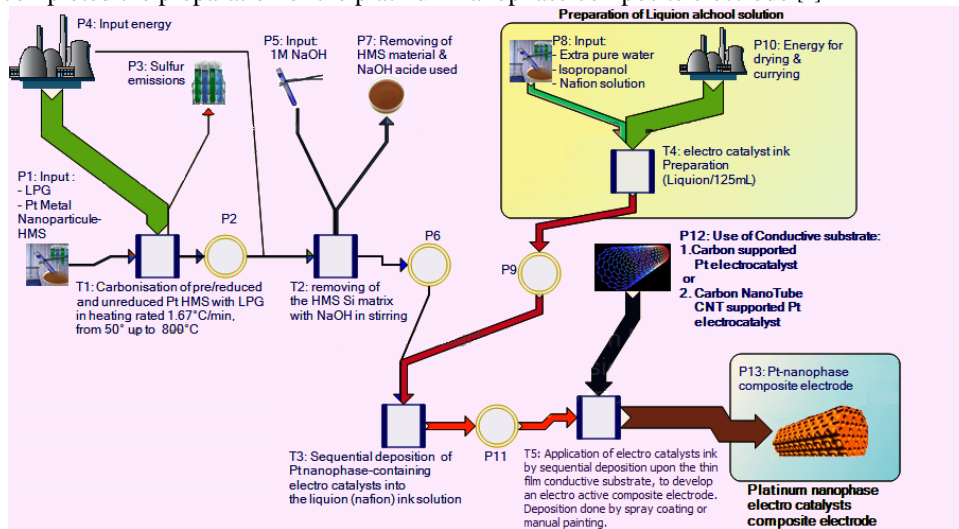 Preparation of Liquion alchool solution
P4: Input energy
P3: Sulfur
emissions
P5: Input:
1M NaOH
P7: Removing of
HMS material &
NaOH acide used
P8: Input:
- Extra pure water
- Isopropanol
- Nafion solution
P10: Energy for
drying &
currying
T4: electro catalyst ink
Preparation
(Liquion/125mL)
P1: Input :
- LPG
- Pt Metal
Nanoparticule-
HMS
P2
P6
P9
P12: Use of Conductive substrate:
1.Carbon supported
Pt electrocatalyst
or
2. Carbon NanoTube
CNT supported Pt
electrocatalyst
T1: Carbonisation of pre/reduced
and unreduced Pt HMS with LPG
in heating rated 1.67°C/min,
from 50° up to 800°C
T2: removing of
the HMS Si matrix
with NaOH in stirring
P13: Pt-nanophase
composite electrode
T3: Sequential deposition of
Pt nanophase-containing
electro catalysts into
the liquion (nafion) ink solution
P11
T5: Application of electro catalysts ink
by sequential deposition upon the thin
film conductive substrate, to develop
an electro active composite electrode.
Deposition done by spray coating or
manual painting.
Platinum nanophase
electro catalysts
composite electrode